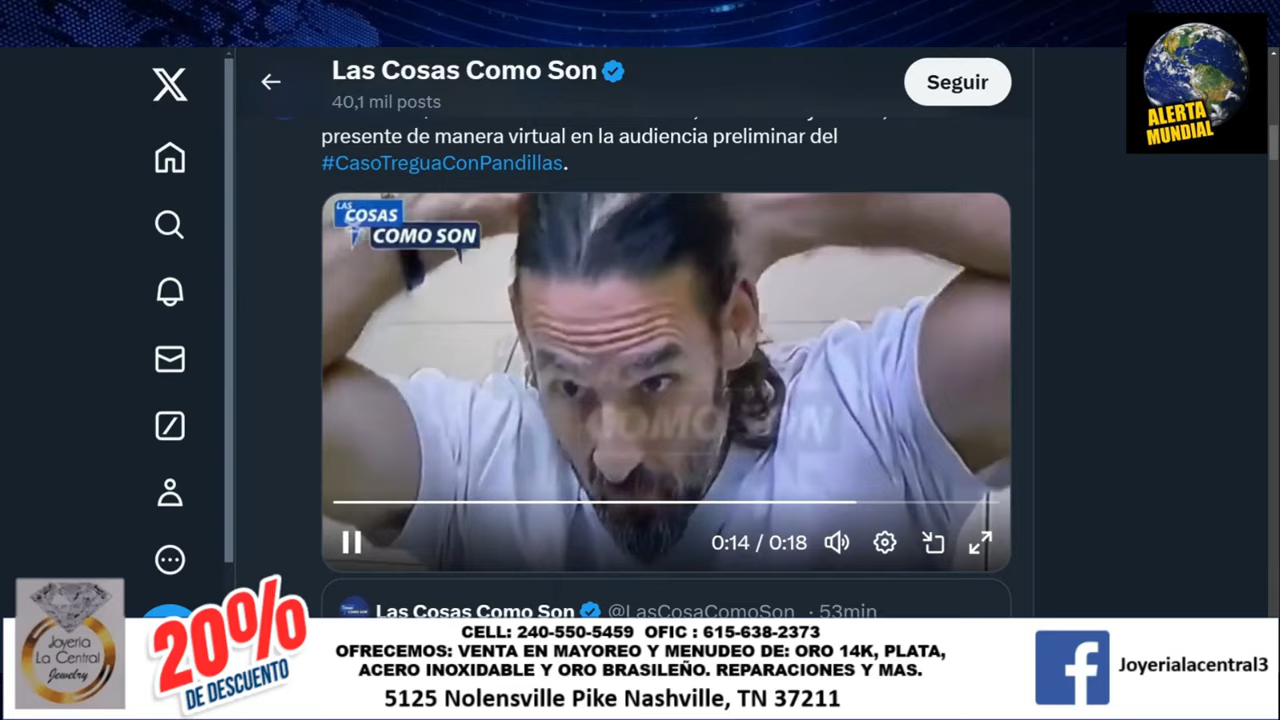 Las Cosas Como Son
40,1 mil posts
Seguir
ALERTA
MUNDIAL
presente de manera virtual en la audiencia preliminar del
#CasoTreguaConPandillas.
LAS
COSAS
COMO SON
COMO SON
0:14 / 0:18
Las Cosas Como Son @LasCosaComoSon · 53min
Joyeria
La Central
Jewelry
20%
DE DESCUENTO
CELL: 240-550-5459 OFIC : 615-638-2373
OFRECEMOS: VENTA EN MAYOREO Y MENUDEO DE: ORO 14K, PLATA,
ACERO INOXIDABLE Y ORO BRASILEÑO. REPARACIONES Y MAS.
5125 Nolensville Pike Nashville, TN 37211
Joyerialacentral3